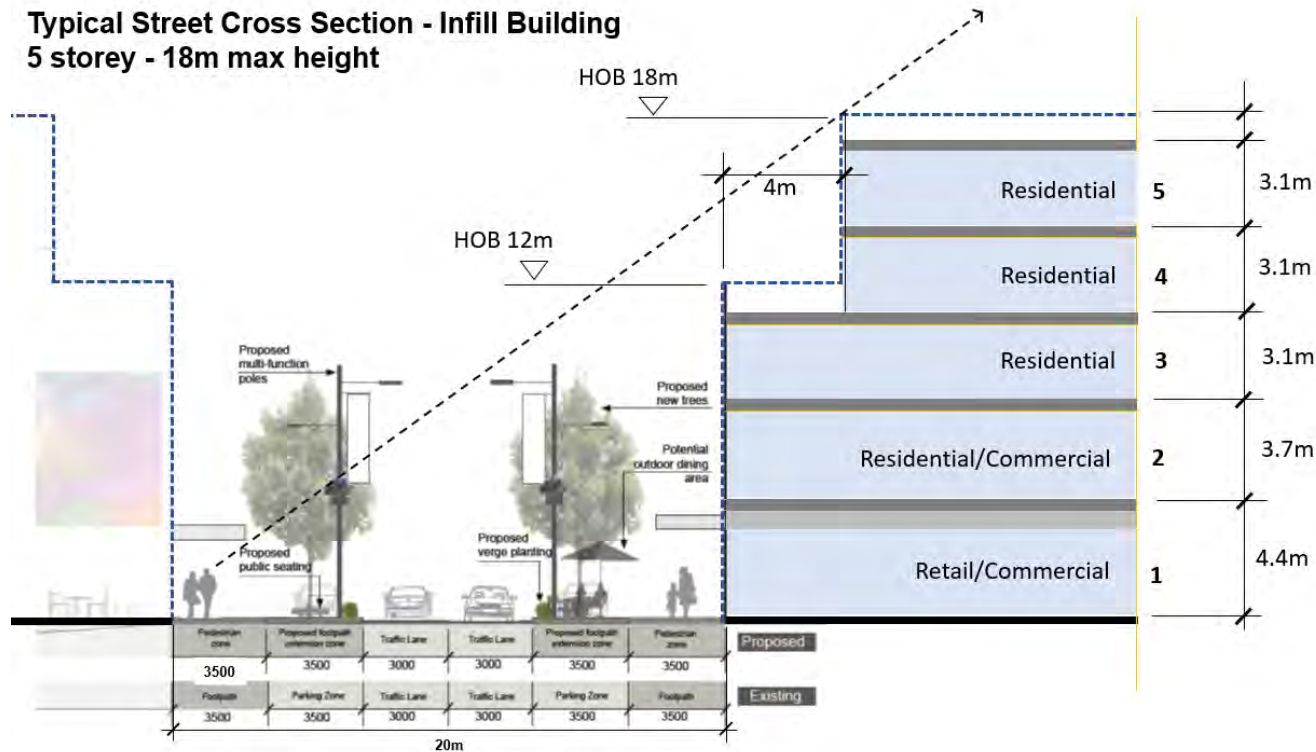 Typical Street Cross Section - Infill Building
5 storey - 18m max height
HOB 18m
4m
HOB 12m
Residential 5 3.1m
Residential 4 3.1m
Residential 3 3.1m
Residential/Commercial 2 3.7m
Retail/Commercial 1 4.4m
Proposed
multi-function
poles
Proposed
new trees
Potential
outdoor dining
area
Proposed
public seating
Proposed
verge planting
Pedestrian
zone
Proposed footpath
extension zone
Traffic Lane
Traffic Lane
Proposed footpath
extension zone
Pedestrian
zone
Proposed
3500 3500 3000 3000 3500 3500
Footpath Parking Zone Traffic Lane Traffic Lane Parking Zone Footpath Existing
3500 3500 3000 3000 3500 3500
20m